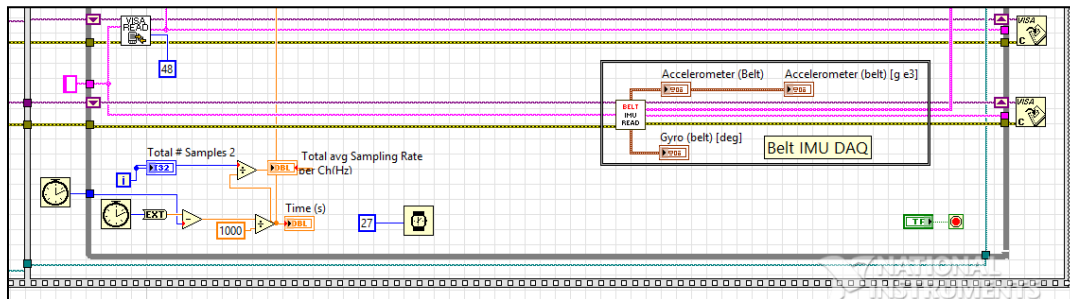 VISA
READ
48
C
Accelerometer (Belt)
Accelerometer (belt) [g e3]
VISA
BELT
IMU
READ
C
Gyro (belt) [deg]
Belt IMU DAQ
Total # Samples 2
I32
i
DBL
Total avg Sampling Rate
per Ch(Hz)
EXT
Time (s)
1000
DBL
27
TF
NATIONAL
INSTRUMENTS